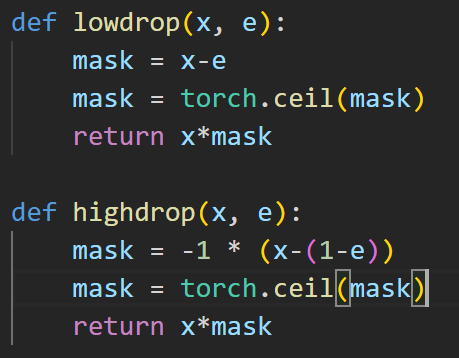 def lowdrop(x, e):
    mask = x-e
    mask = torch.ceil(mask)
    return x*mask

def highdrop(x, e):
    mask = -1 * (x-(1-e))
    mask = torch.ceil(mask)
    return x*mask